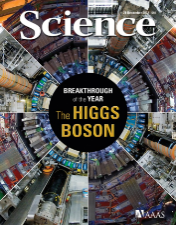 Science
BREAKTHROUGH
of the YEAR
The HIGGS
BOSON
AAAS